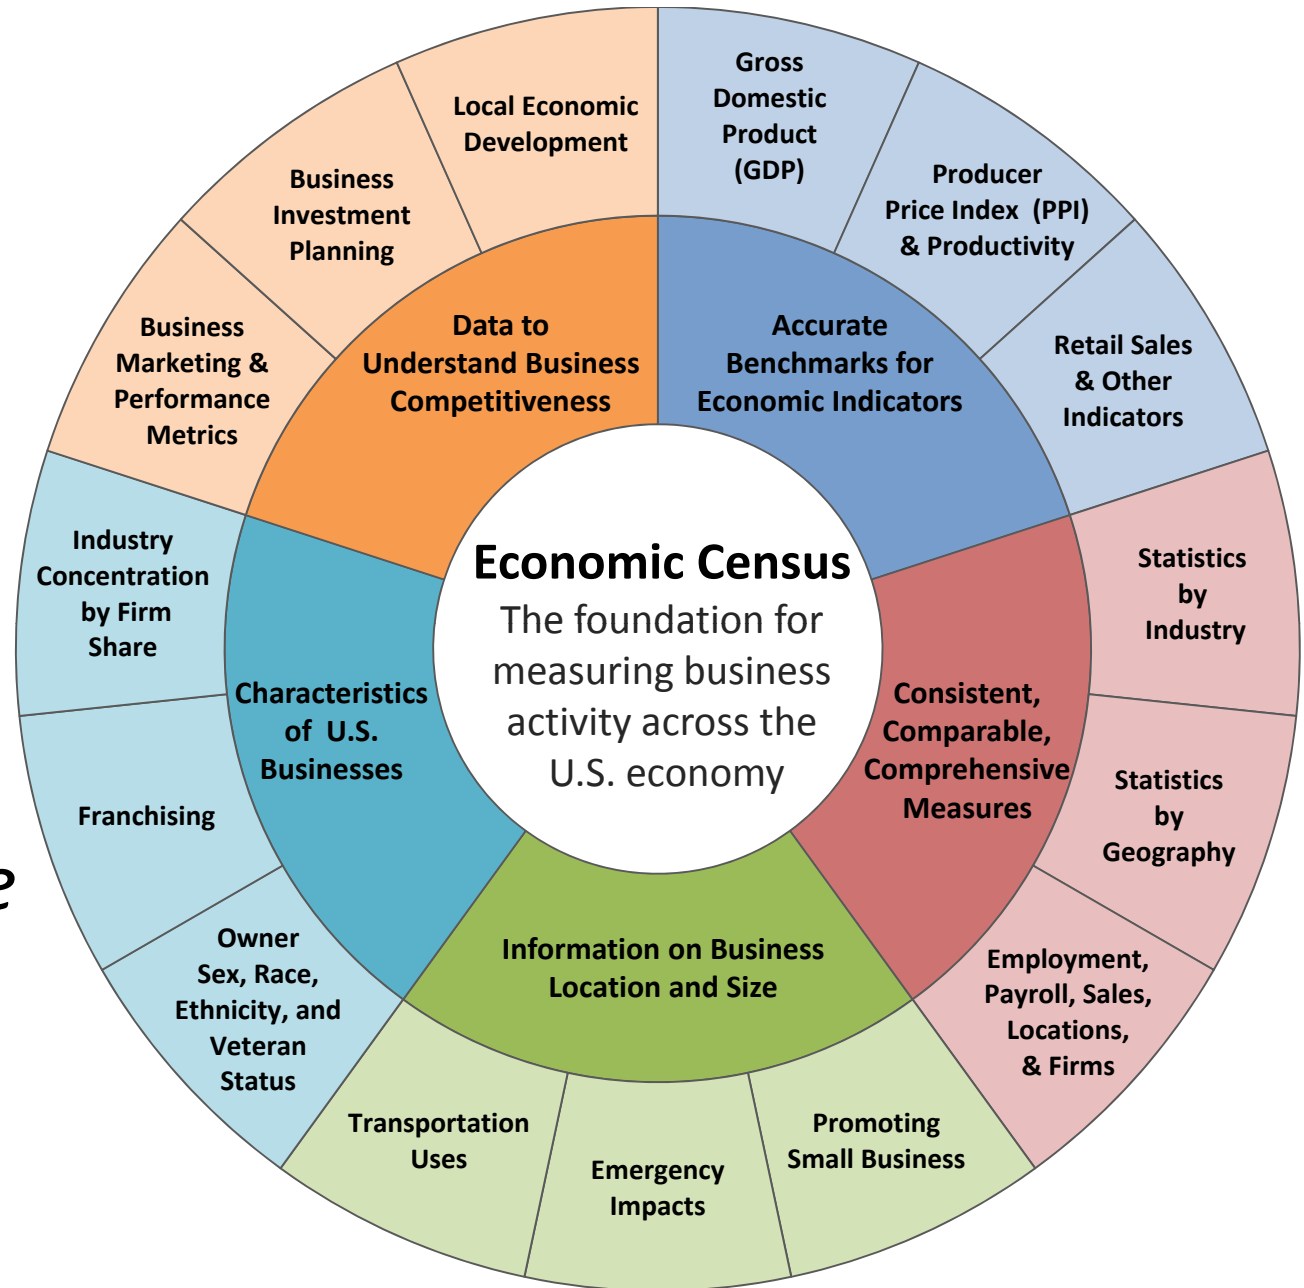 Economic Census
The foundation for
measuring business
activity across the
U.S. economy
Accurate
Benchmarks for
Economic Indicators
Gross
Domestic
Product
(GDP)
Producer
Price Index (PPI)
& Productivity
Retail Sales
& Other
Indicators
Consistent,
Comparable,
Comprehensive
Measures
Statistics
by
Industry
Statistics
by
Geography
Employment,
Payroll, Sales,
Locations,
& Firms
Information on Business
Location and Size
Promoting
Small Business
Emergency
Impacts
Transportation
Uses
Characteristics
of U.S.
Businesses
Owner
Sex, Race,
Ethnicity, and
Veteran
Status
Franchising
Industry
Concentration
by Firm
Share
Data to
Understand Business
Competitiveness
Business
Marketing &
Performance
Metrics
Business
Investment
Planning
Local Economic
Development
e